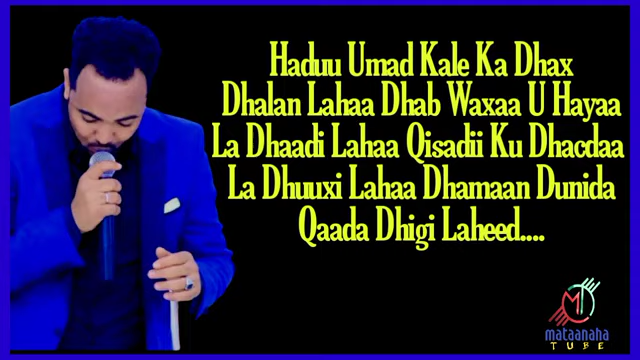 Haduu Umad Kale Ka Dhax
Dhalan Lahaa Dhab Waxaa U Hayaa
La Dhaadi Lahaa Qisadii Ku Dhacdaa
La Dhuuxi Lahaa Dhamaan Dunida
Qaada Dhigi Laheed....
MT
mataanaha
TUBE